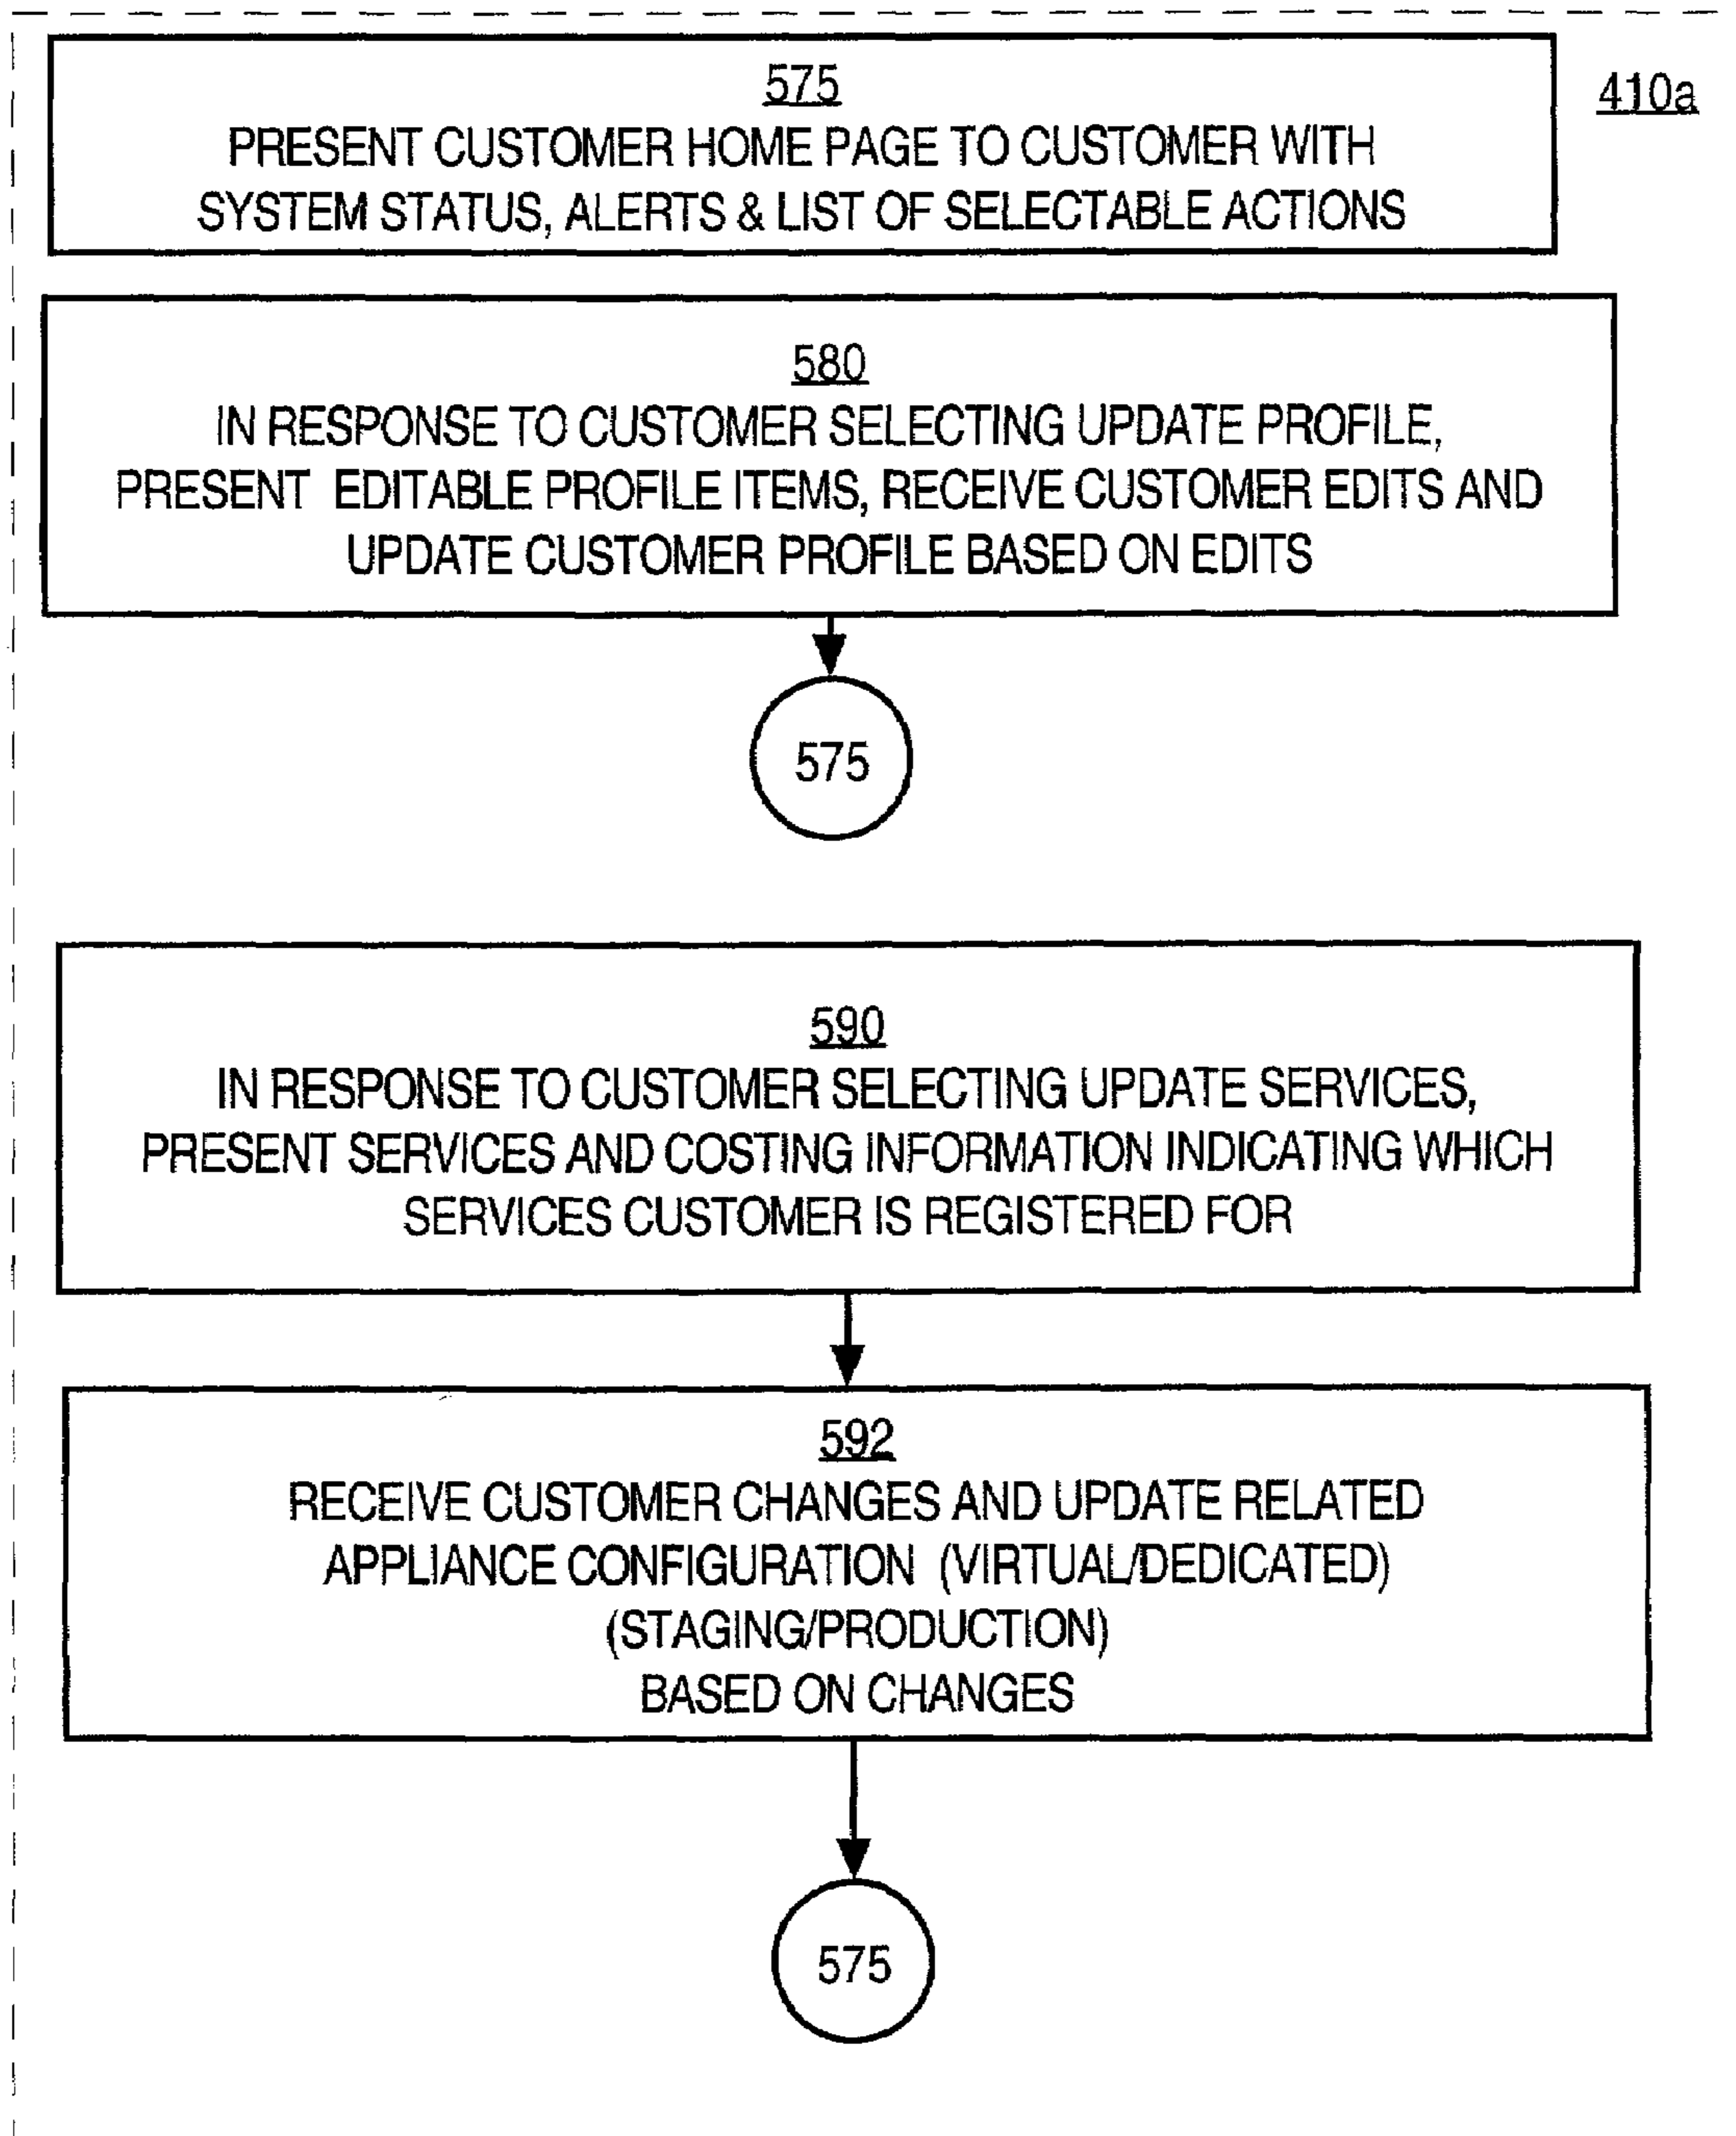 575
410a
PRESENT CUSTOMER HOME PAGE TO CUSTOMER WITH
SYSTEM STATUS, ALERTS & LIST OF SELECTABLE ACTIONS
580
IN RESPONSE TO CUSTOMER SELECTING UPDATE PROFILE,
PRESENT EDITABLE PROFILE ITEMS, RECEIVE CUSTOMER EDITS AND
UPDATE CUSTOMER PROFILE BASED ON EDITS
575
590
IN RESPONSE TO CUSTOMER SELECTING UPDATE SERVICES,
PRESENT SERVICES AND COSTING INFORMATION INDICATING WHICH
SERVICES CUSTOMER IS REGISTERED FOR
592
RECEIVE CUSTOMER CHANGES AND UPDATE RELATED
APPLIANCE CONFIGURATION (VIRTUAL/DEDICATED)
(STAGING/PRODUCTION)
BASED ON CHANGES
575